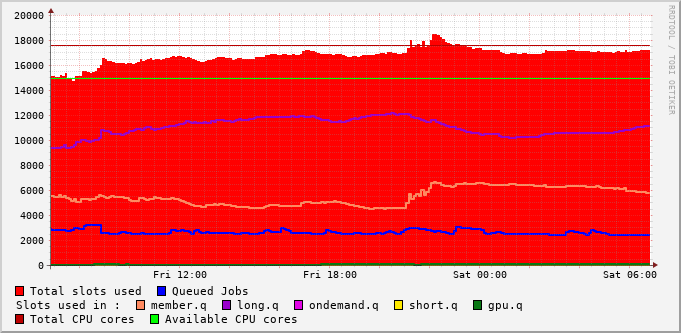 RRDTOOL / TOBI OETIKER
20000
18000
16000
14000
12000
10000
8000
6000
4000
2000
0
Fri 12:00 Fri 18:00 Sat 00:00 Sat 06:00
Total slots used Queued Jobs
Slots used in : member.q long.q ondemand.q short.q gpu.q
Total CPU cores Available CPU cores